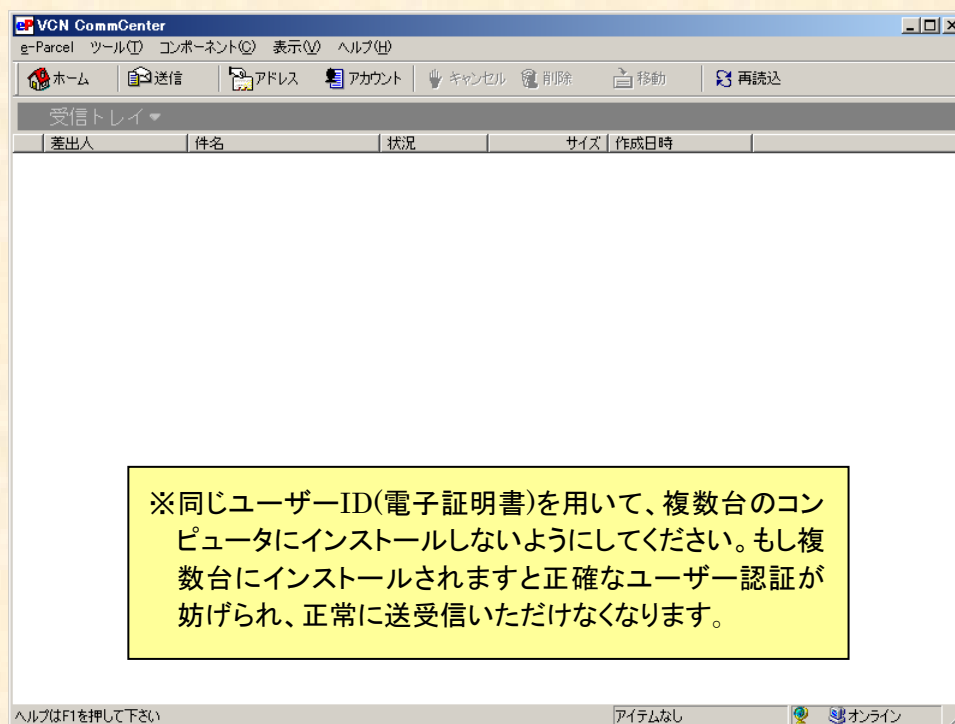 eP VCN CommCenter
e-Parcel ツール(T) コンポーネント(C) 表示(V) ヘルプ(H)
ホーム 送信 アドレス アカウント キャンセル 削除 移動 再読込
受信トレイ▼
差出人 件名 状況 サイズ 作成日時
※同じユーザーID(電子証明書)を用いて、複数台のコン
ピュータにインストールしないようにしてください。もし複
数台にインストールされますと正確なユーザー認証が
妨げられ、正常に送受信いただけなくなります。
ヘルプはF1を押して下さい アイテムなし オンライン